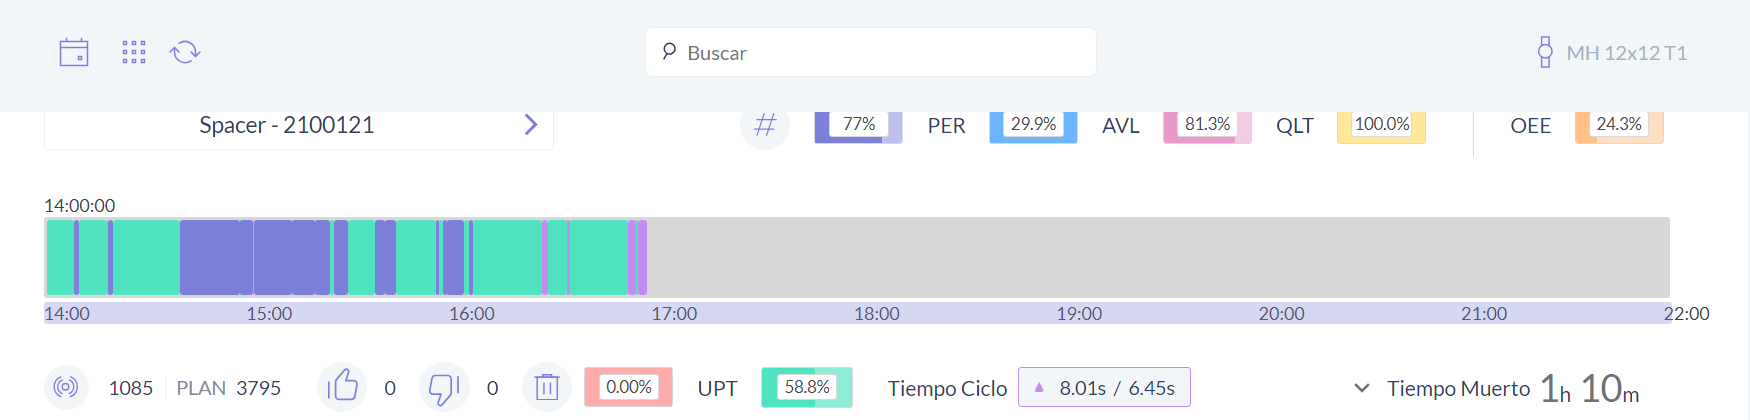 Buscar
MH 12x12 T1
Spacer - 2100121
# 77% PER 29.9% AVL 81.3% QLT 100.0% OEE 24.3%
14:00:00
14:00 15:00 16:00 17:00 18:00 19:00 20:00 21:00 22:00
1085 PLAN 3795 0 0 0.00% UPT 58.8% Tiempo Ciclo 8.01s / 6.45s Tiempo Muerto 1h 10m